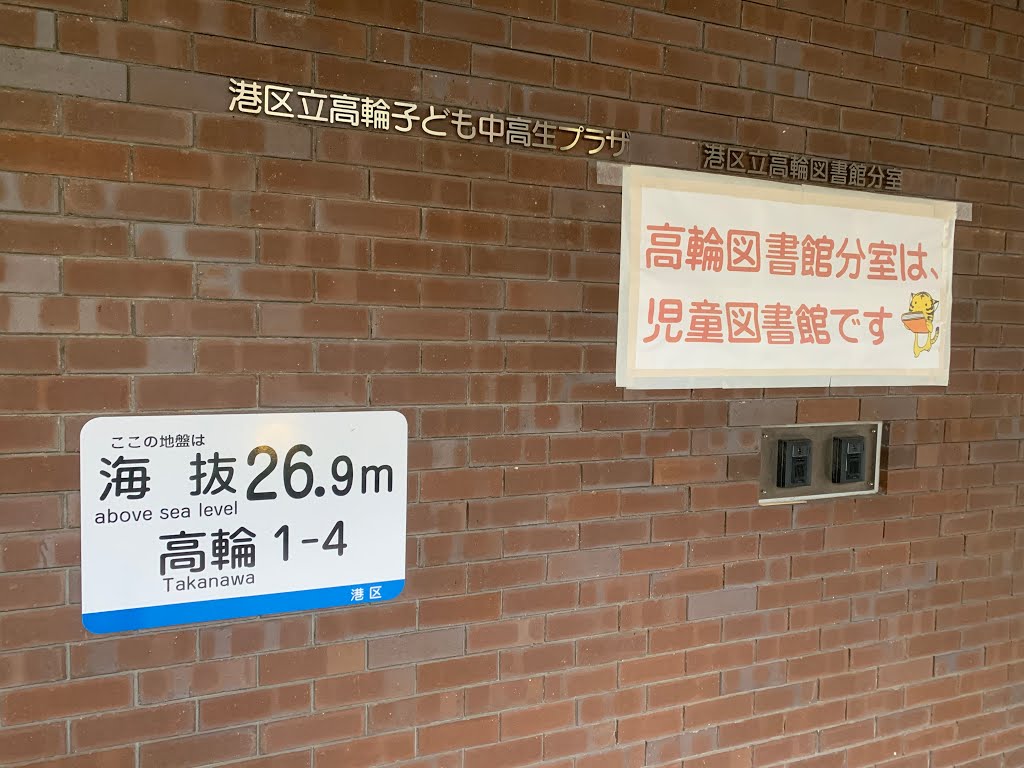 港区立高輪子ども中高生プラザ
港区立高輪図書館分室
高輪図書館分室は、
児童図書館です
ここの地盤は
海 抜 26.9m
above sea level
高輪 1-4
Takanawa
港区